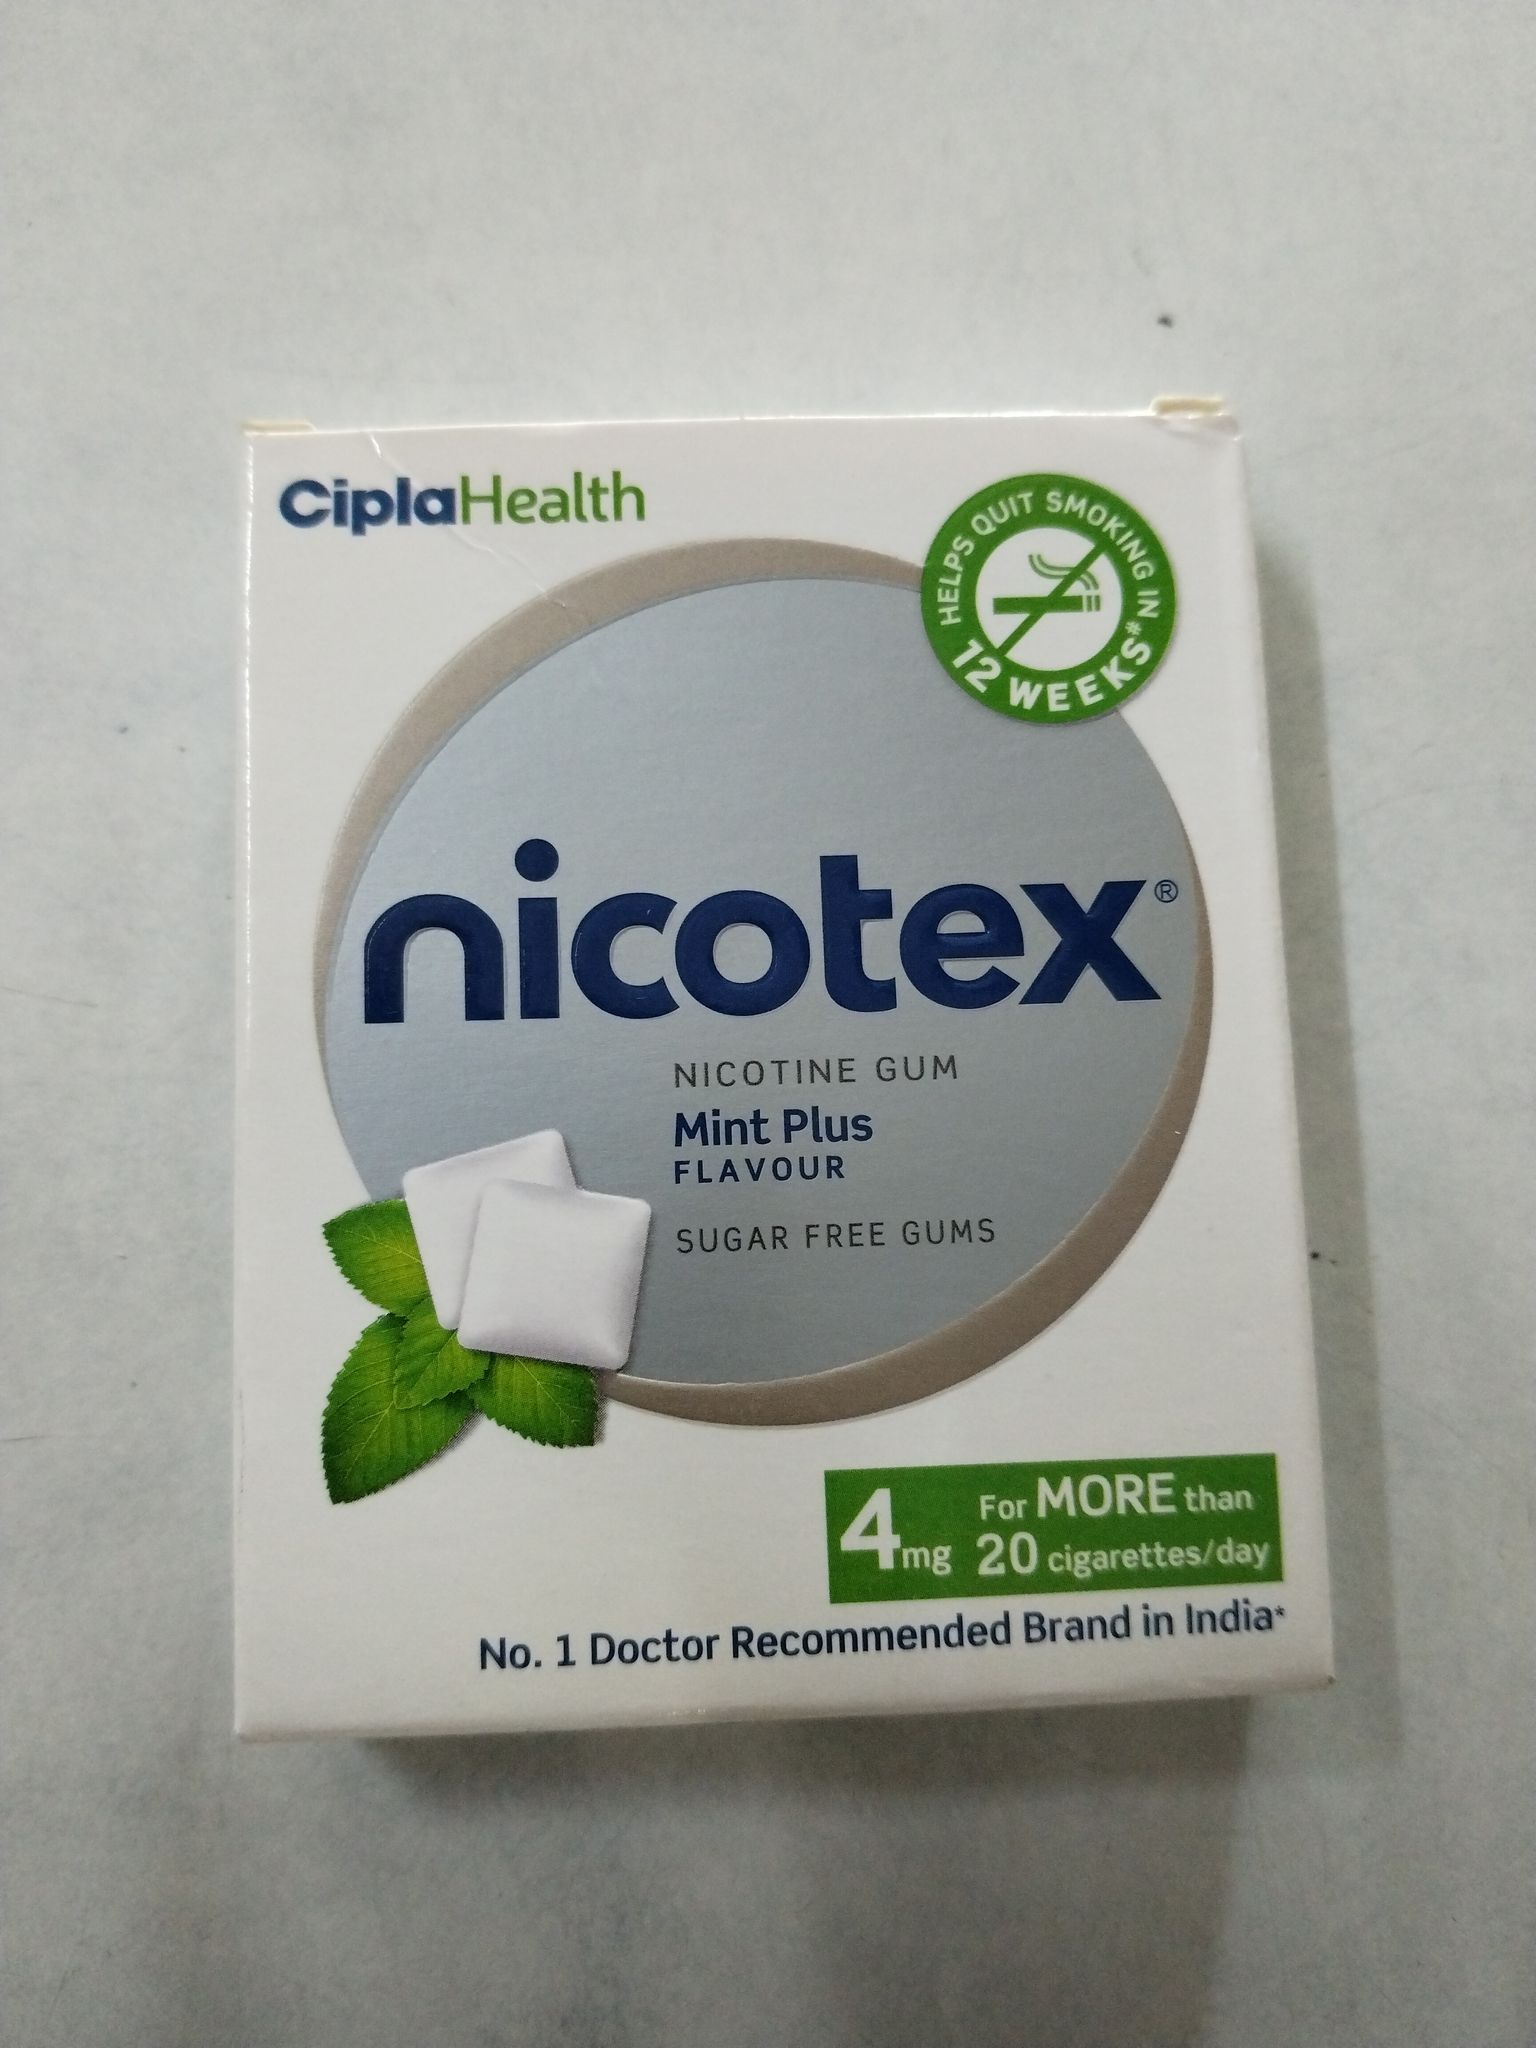 CiplaHealth
HELPS QUIT SMOKING IN
12 WEEKS#
nicotex®
NICOTINE GUM
Mint Plus
FLAVOUR
SUGAR FREE GUMS
4mg For MORE than
20 cigarettes/day
No. 1 Doctor Recommended Brand in India*